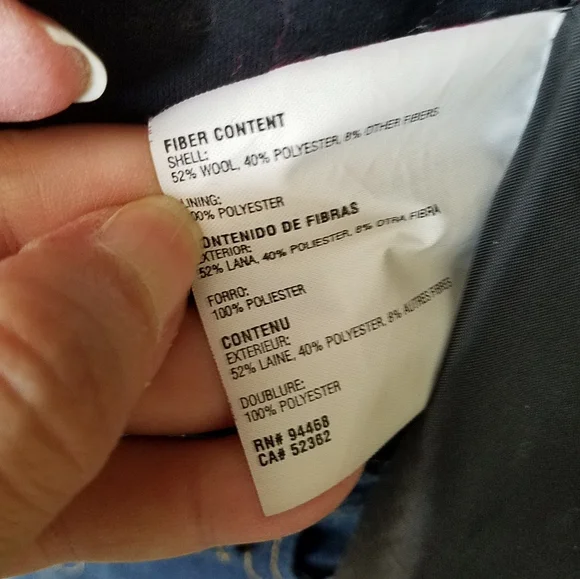 FIBER CONTENT
SHELL:
52% WOOL, 40% POLYESTER, 8% OTHER FIBERS
LINING:
100% POLYESTER
CONTENIDO DE FIBRAS
EXTERIOR:
52% LANA, 40% POLIESTER, 8% OTRA FIBRA
FORRO:
100% POLIESTER
CONTENU
EXTERIEUR:
52% LAINE, 40% POLYESTER, 8% AUTRES FIBRES
DOUBLURE:
100% POLYESTER
RN# 94468
CA# 52362